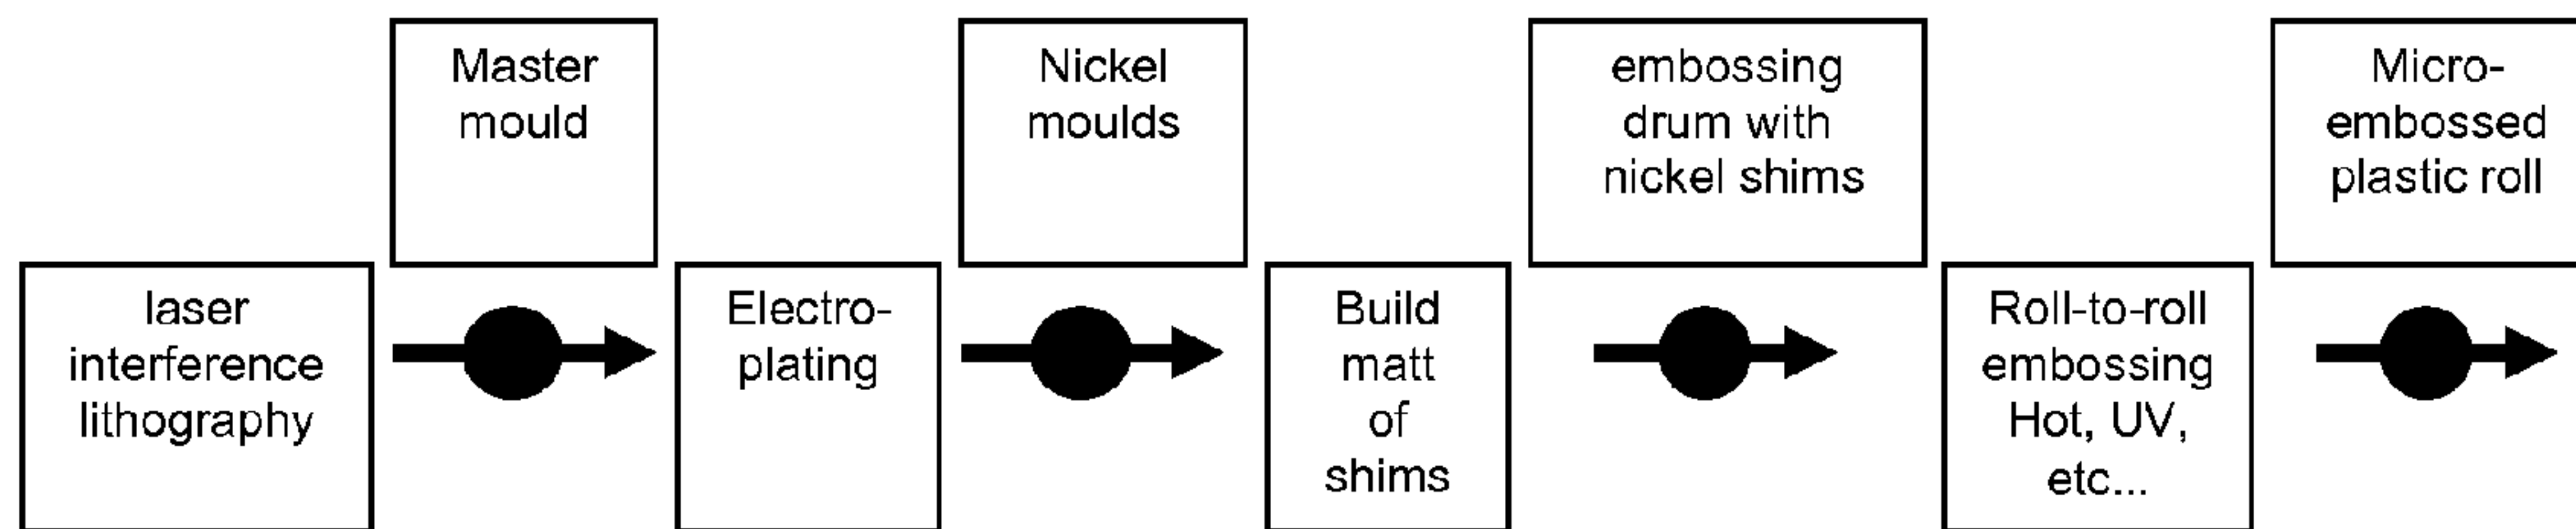 Master
mould
Nickel
moulds
embossing
drum with
nickel shims
Micro-
embossed
plastic roll
laser
interference
lithography
Electro-
plating
Build
matt
of
shims
Roll-to-roll
embossing
Hot, UV,
etc...